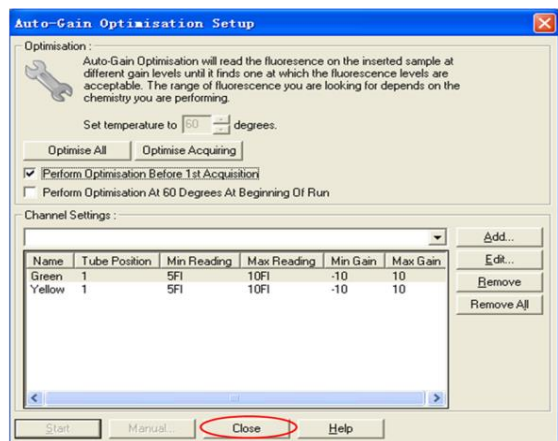 Auto-Gain Optimisation Setup
Optimisation :
Auto-Gain Optimisation will read the fluoresence on the inserted sample at
different gain levels until it finds one at which the fluorescence levels are
acceptable. The range of fluorescence you are looking for depends on the
chemistry you are performing.
Set temperature to 60 degrees.
Optimise All Optimise Acquiring
Perform Optimisation Before 1st Acquisition
Perform Optimisation At 60 Degrees At Beginning Of Run
Channel Settings :
Add...
Name Tube Position Min Reading Max Reading Min Gain Max Gain
Edit...
Green 1 5Fl 10Fl -10 10
Yellow 1 5Fl 10Fl -10 10
Remove
Remove All
Start Manual... Close Help